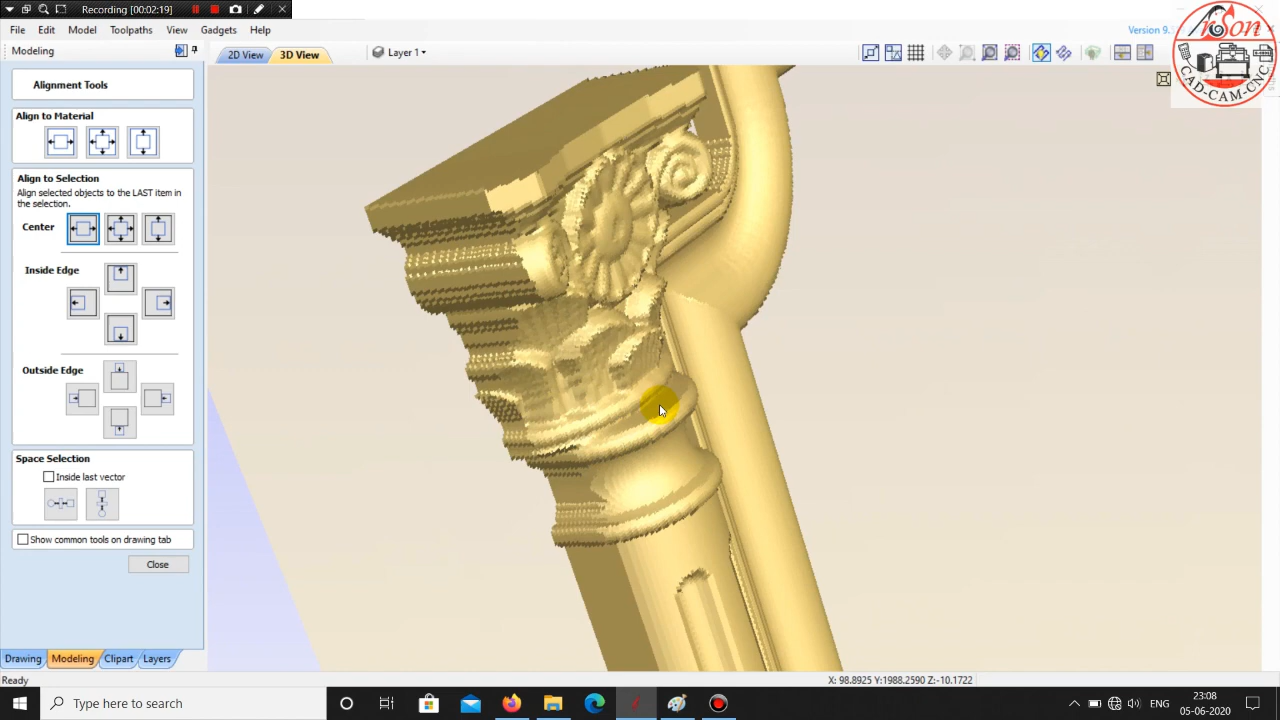 Recording [00:02:19]
File Edit Model Toolpaths View Gadgets Help
Version 9.
Modeling
2D View 3D View Layer 1
Alignment Tools
Align to Material
Align to Selection
Align selected objects to the LAST item in
the selection.
Center
Inside Edge
Outside Edge
Space Selection
Inside last vector
Show common tools on drawing tab
Close
Drawing Modeling Clipart Layers
Ready
X: 98.8925 Y:1988.2590 Z:-10.1722
Type here to search
ENG
23:08
05-06-2020
CAD-CAM-CNC